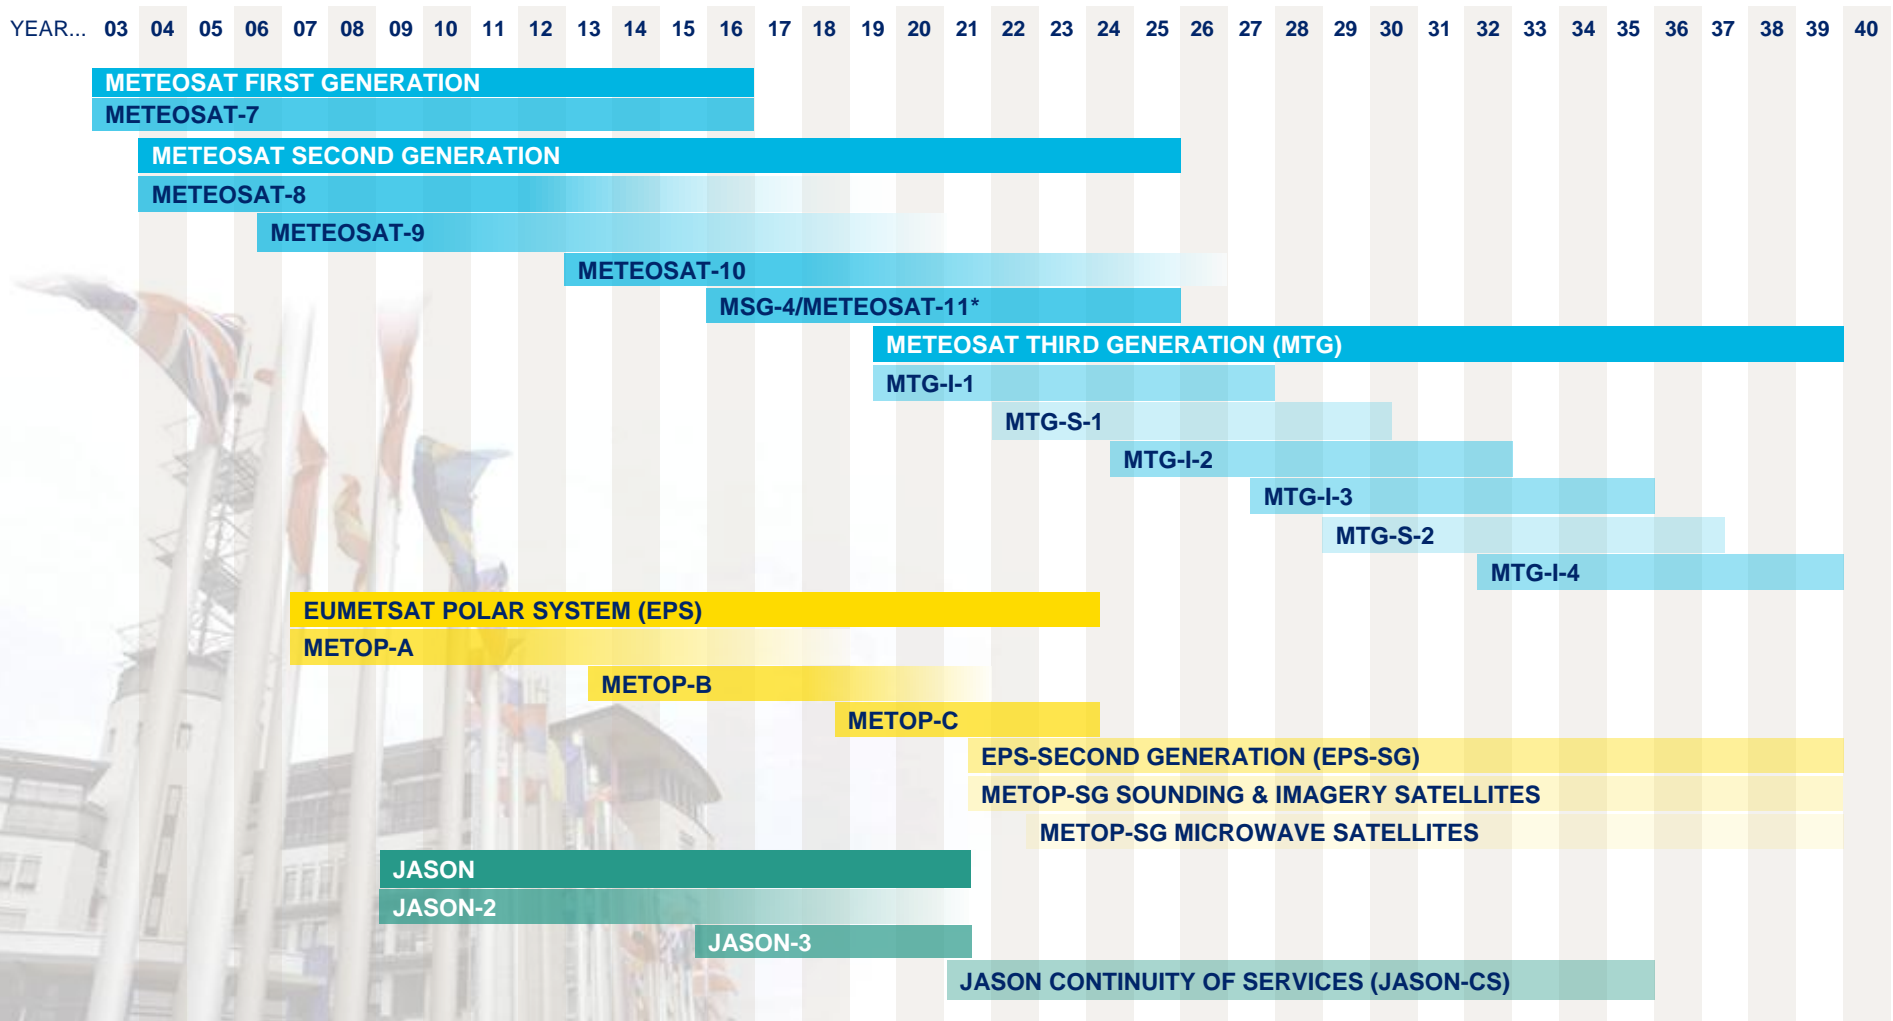 YEAR... 03 04 05 06 07 08 09 10 11 12 13 14 15 16 17 18 19 20 21 22 23 24 25 26 27 28 29 30 31 32 33 34 35 36 37 38 39 40
METEOSAT FIRST GENERATION
METEOSAT-7
METEOSAT SECOND GENERATION
METEOSAT-8
METEOSAT-9
METEOSAT-10
MSG-4/METEOSAT-11*
METEOSAT THIRD GENERATION (MTG)
MTG-I-1
MTG-S-1
MTG-I-2
MTG-I-3
MTG-S-2
MTG-I-4
EUMETSAT POLAR SYSTEM (EPS)
METOP-A
METOP-B
METOP-C
EPS-SECOND GENERATION (EPS-SG)
METOP-SG SOUNDING & IMAGERY SATELLITES
METOP-SG MICROWAVE SATELLITES
JASON
JASON-2
JASON-3
JASON CONTINUITY OF SERVICES (JASON-CS)